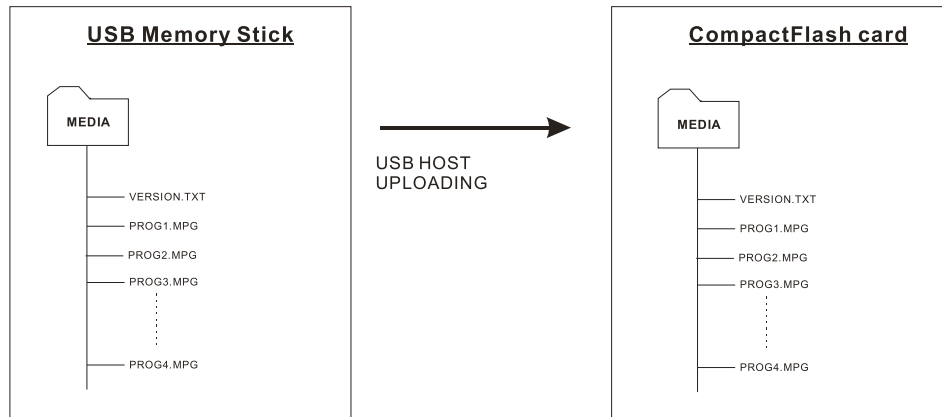 USB Memory Stick
MEDIA
VERSION.TXT
PROG1.MPG
PROG2.MPG
PROG3.MPG
PROG4.MPG
USB HOST
UPLOADING
CompactFlash card
MEDIA
VERSION.TXT
PROG1.MPG
PROG2.MPG
PROG3.MPG
PROG4.MPG